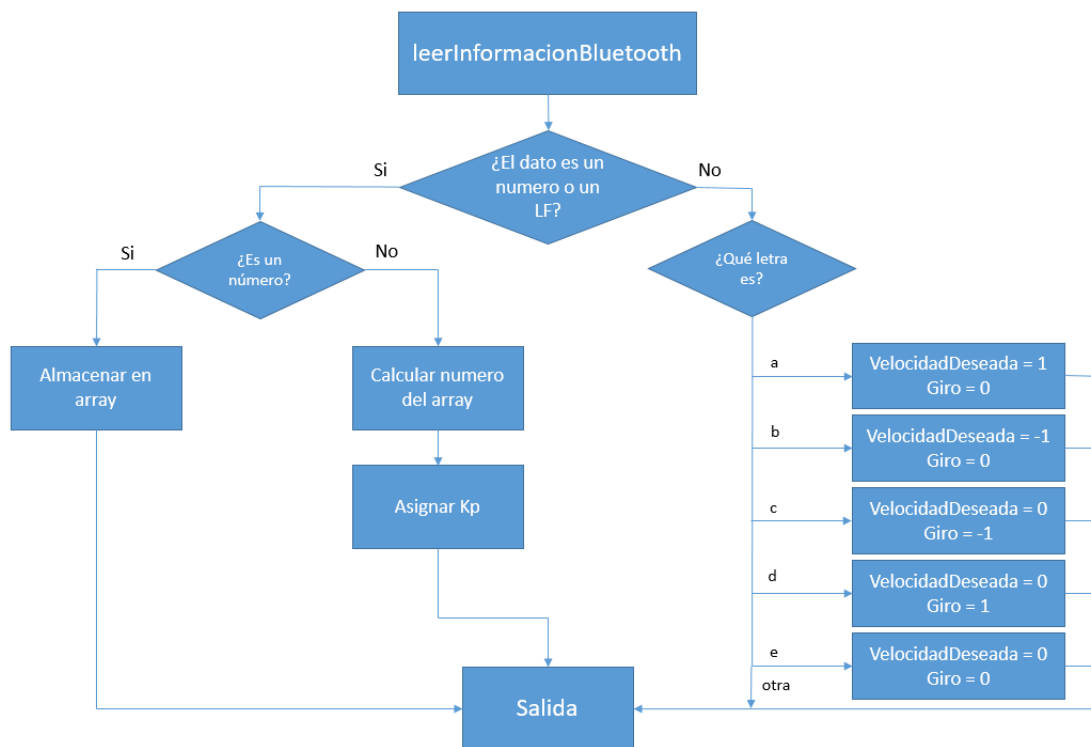 leerInformacionBluetooth
¿El dato es un
numero o un
LF?
Si
No
¿Es un
número?
Si
No
¿Qué letra
es?
Almacenar en
array
Calcular numero
del array
Asignar Kp
a
VelocidadDeseada = 1
Giro = 0
b
VelocidadDeseada = -1
Giro = 0
c
VelocidadDeseada = 0
Giro = -1
d
VelocidadDeseada = 0
Giro = 1
e
VelocidadDeseada = 0
Giro = 0
otra
Salida